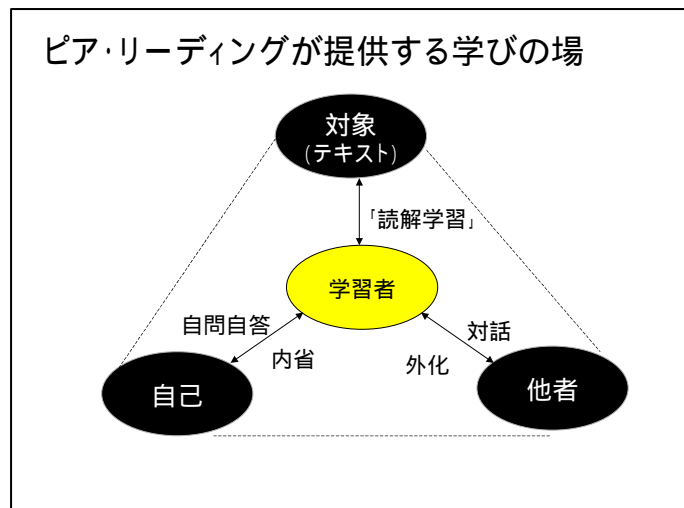 ピア・リーディングが提供する学びの場
対象
(テキスト)
「読解学習」
学習者
自問自答
対話
内省
外化
自己
他者